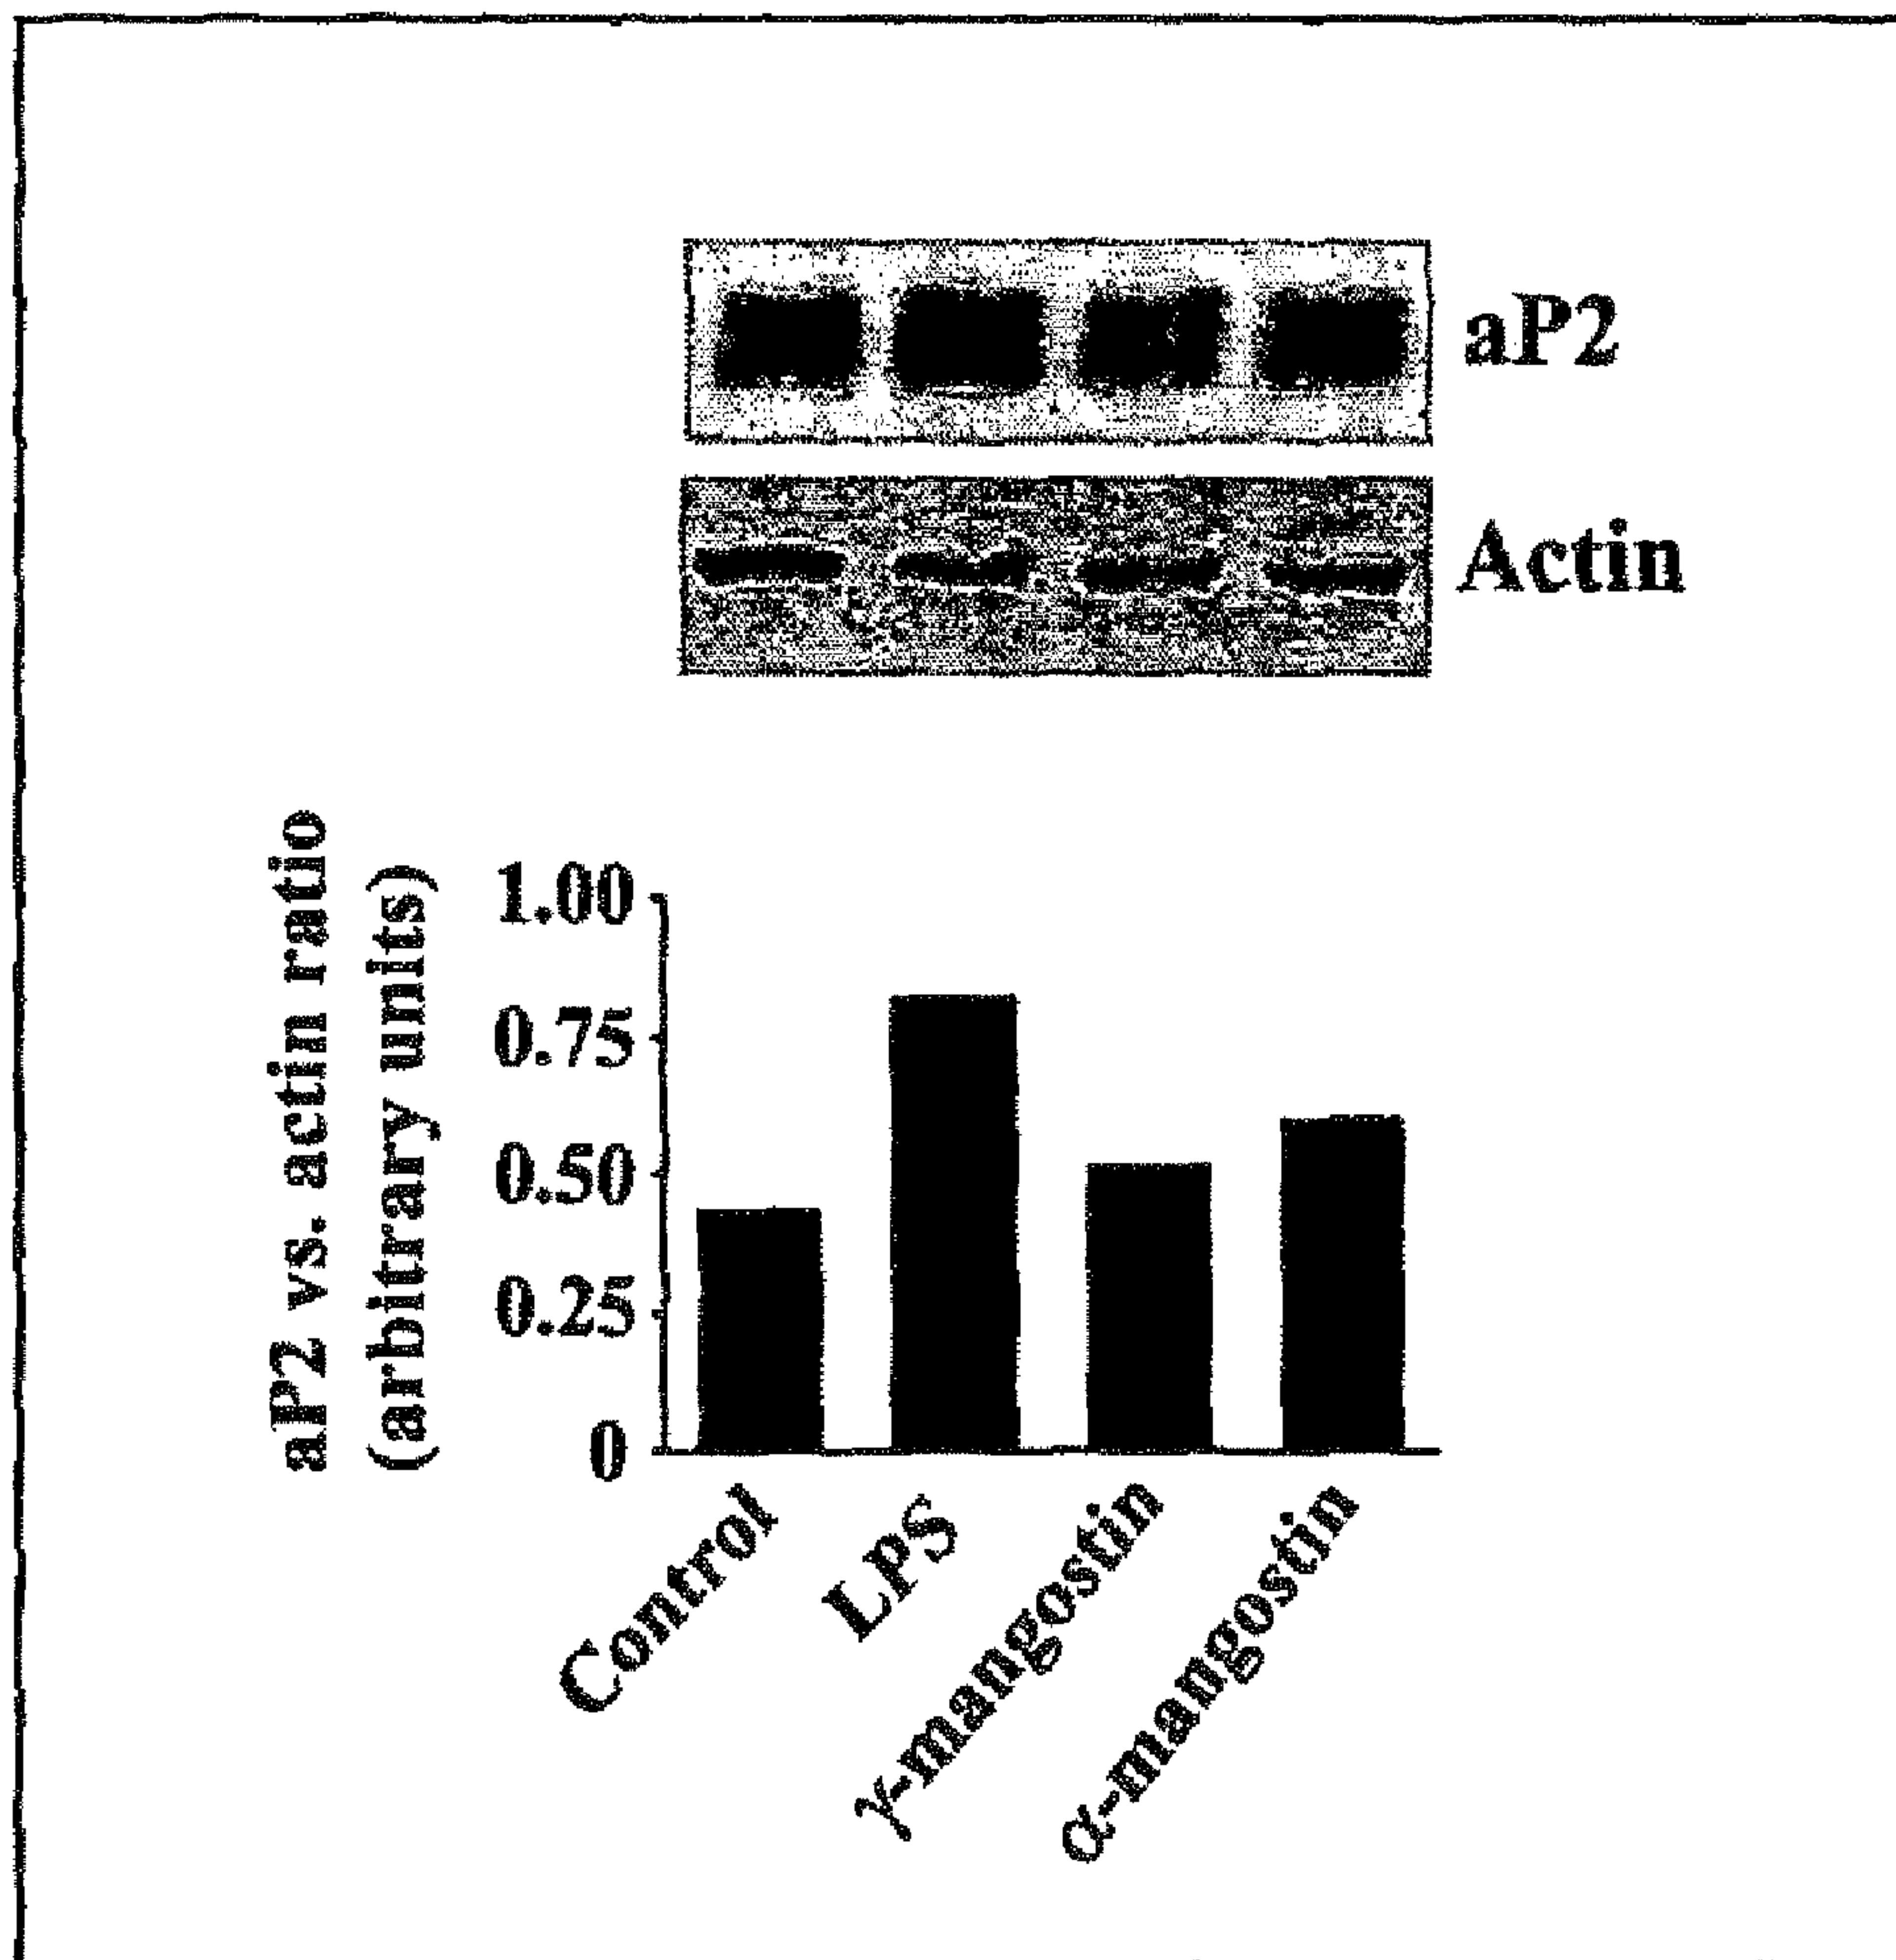 aP2
Actin
aP2 vs. actin ratio
(arbitrary units)
1.00
0.75
0.50
0.25
0
Control
LPS
γ-mangostin
α-mangostin